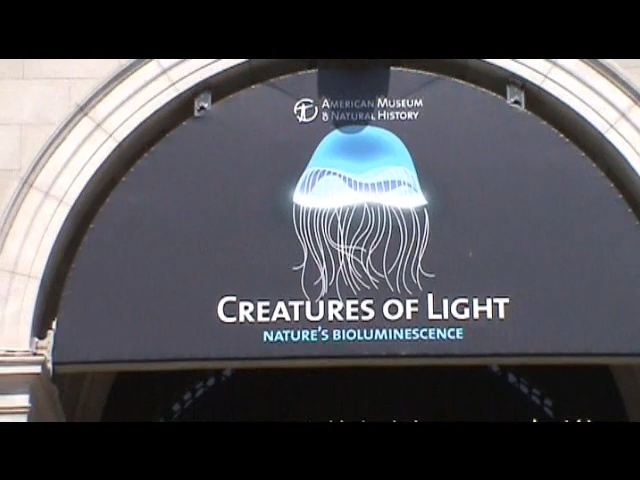 AMERICAN MUSEUM
& NATURAL HISTORY
CREATURES OF LIGHT
NATURE'S BIOLUMINESCENCE